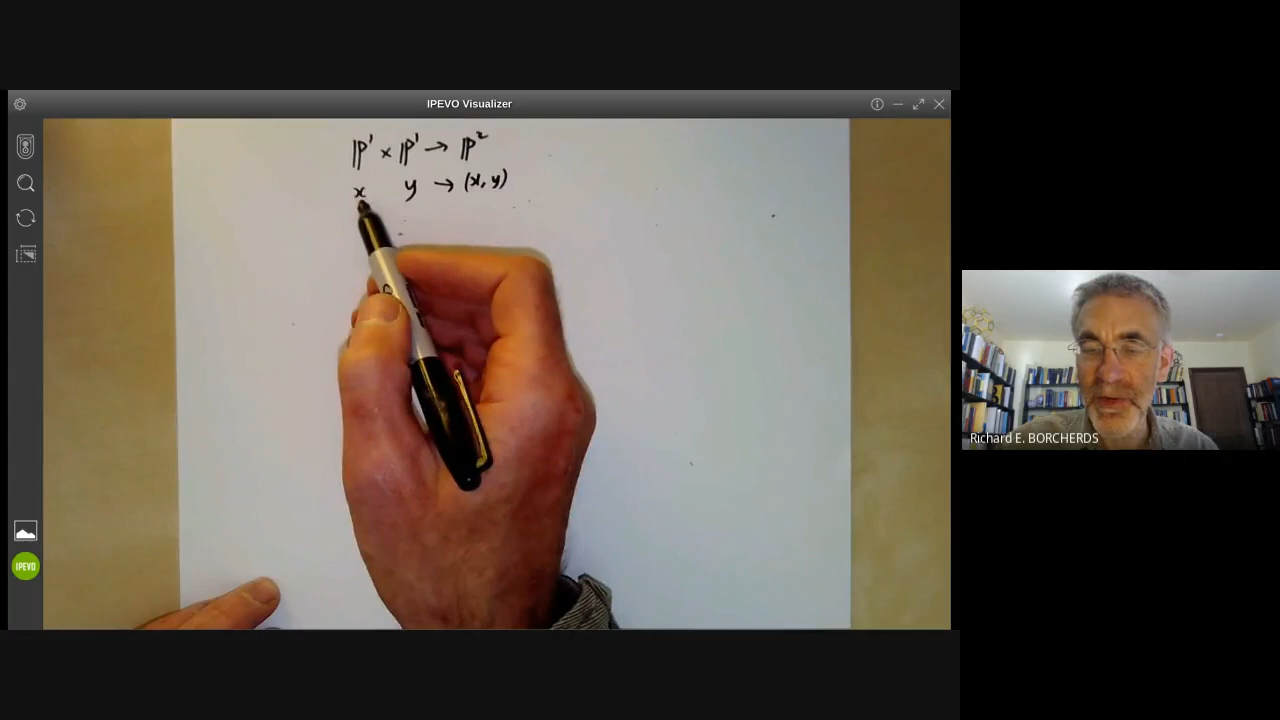 IPEVO Visualizer
ℙ¹ × ℙ¹ → ℙ²
x y → (x, y)
IPEVO
Richard E. BORCHERDS